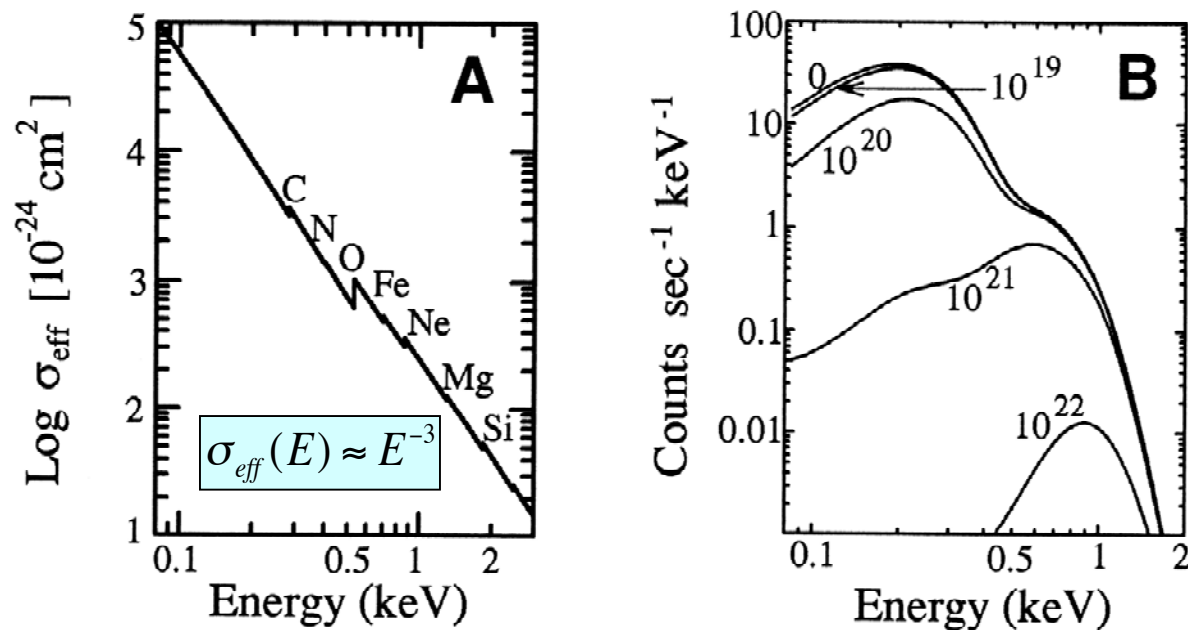 A
Log σeff [10-24 cm2]
5
4
3
2
1
C
N
O
Fe
Ne
Mg
Si
σeff(E) ≈ E-3
0.1 0.5 1 2
Energy (keV)
B
Counts sec-1 keV-1
100
10
1
0.1
0.01
0
10 19
10 20
10 21
10 22
0.1 0.5 1 2
Energy (keV)